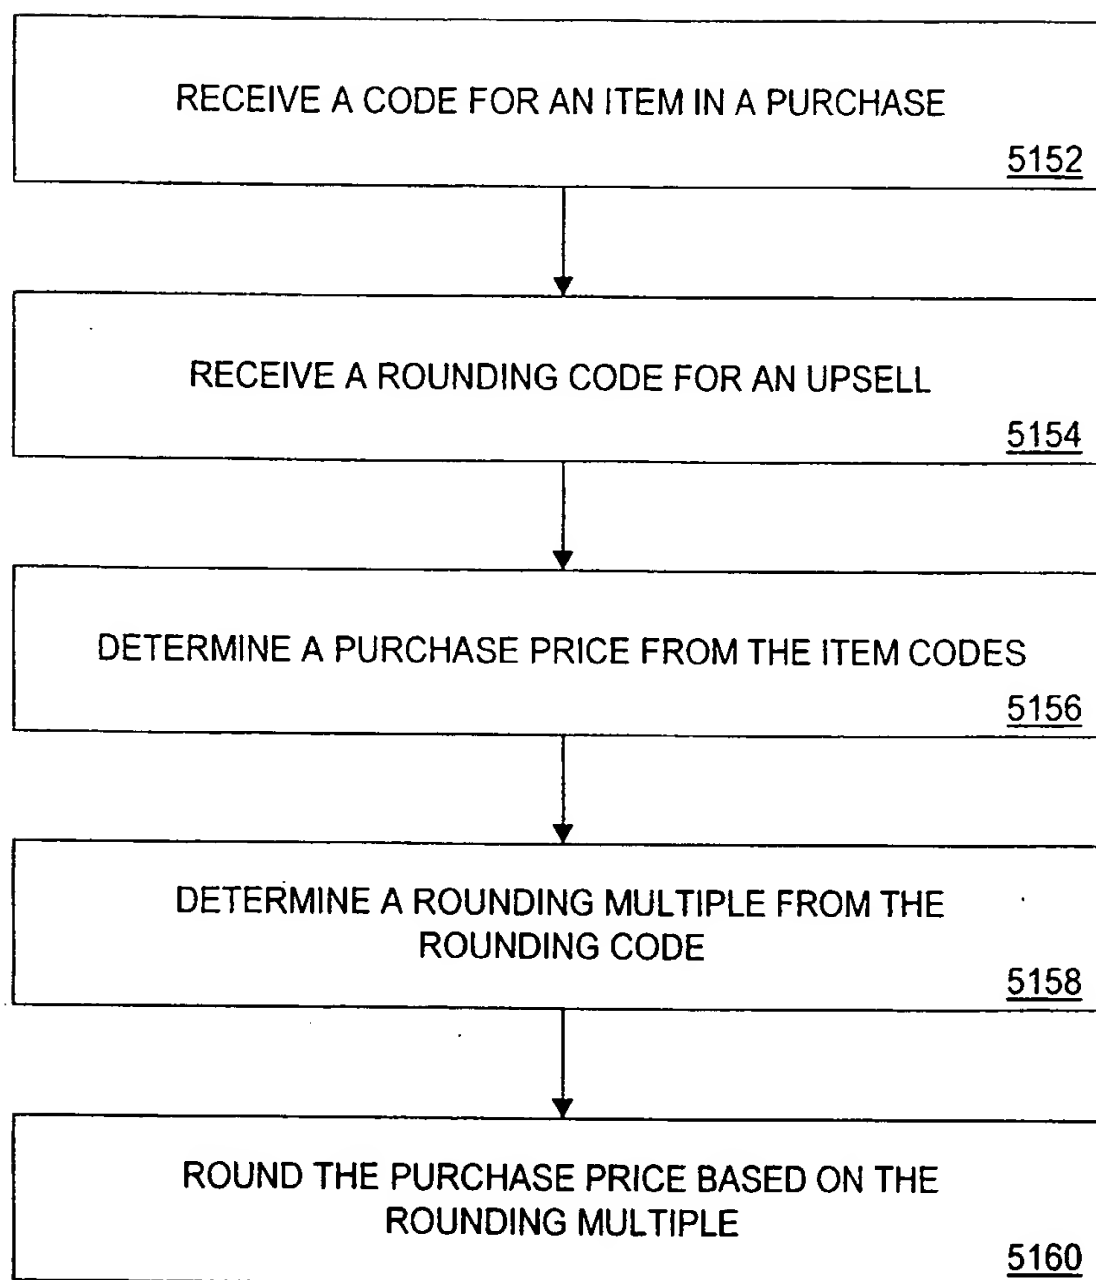 RECEIVE A CODE FOR AN ITEM IN A PURCHASE
5152
RECEIVE A ROUNDING CODE FOR AN UPSELL
5154
DETERMINE A PURCHASE PRICE FROM THE ITEM CODES
5156
DETERMINE A ROUNDING MULTIPLE FROM THE
ROUNDING CODE
5158
ROUND THE PURCHASE PRICE BASED ON THE
ROUNDING MULTIPLE
5160